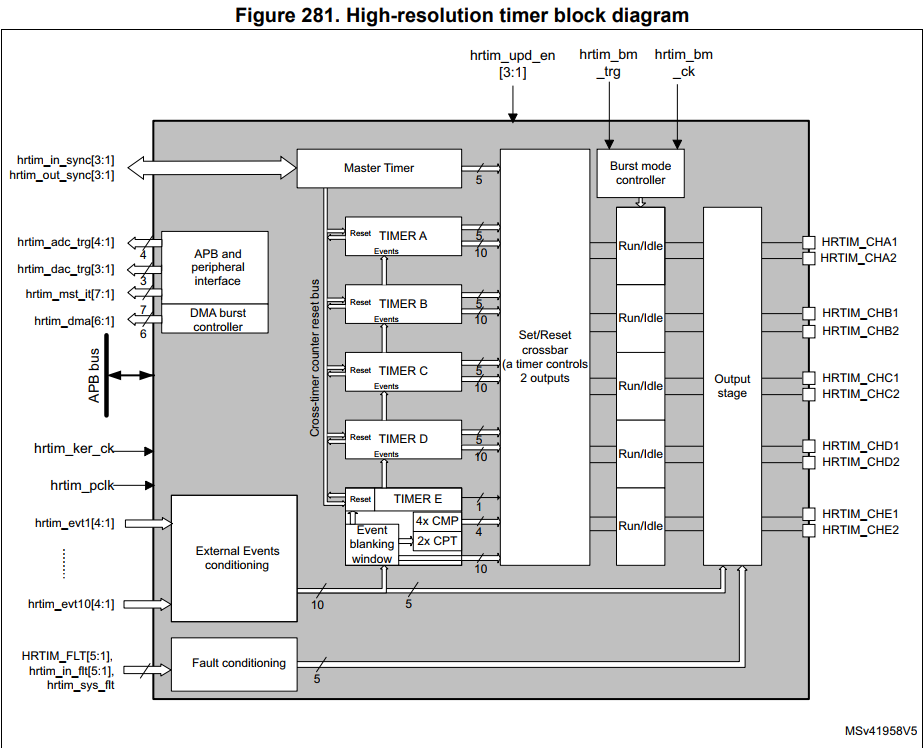 Figure 281. High-resolution timer block diagram
hrtim_upd_en
[3:1]
hrtim_bm
_trg
hrtim_bm
_ck
hrtim_in_sync[3:1]
hrtim_out_sync[3:1]
Master Timer
5
Burst mode
controller
hrtim_adc_trg[4:1]
4
hrtim_dac_trg[3:1]
3
hrtim_mst_it[7:1]
7
hrtim_dma[6:1]
6
APB and
peripheral
interface
DMA burst
controller
APB bus
hrtim_ker_ck
hrtim_pclk
Cross-timer counter reset bus
Reset
TIMER A
Events
5
10
Reset
TIMER B
Events
5
10
Reset
TIMER C
Events
5
10
Reset
TIMER D
Events
5
10
Reset
TIMER E
1
4x CMP
4
2x CPT
Event
blanking
window
10
Set/Reset
crossbar
(a timer controls
2 outputs
Run/Idle
Run/Idle
Run/Idle
Run/Idle
Run/Idle
Output
stage
HRTIM_CHA1
HRTIM_CHA2
HRTIM_CHB1
HRTIM_CHB2
HRTIM_CHC1
HRTIM_CHC2
HRTIM_CHD1
HRTIM_CHD2
HRTIM_CHE1
HRTIM_CHE2
hrtim_evt1[4:1]
hrtim_evt10[4:1]
External Events
conditioning
10
5
HRTIM_FLT[5:1],
hrtim_in_flt[5:1],
hrtim_sys_flt
Fault conditioning
5
MSv41958V5